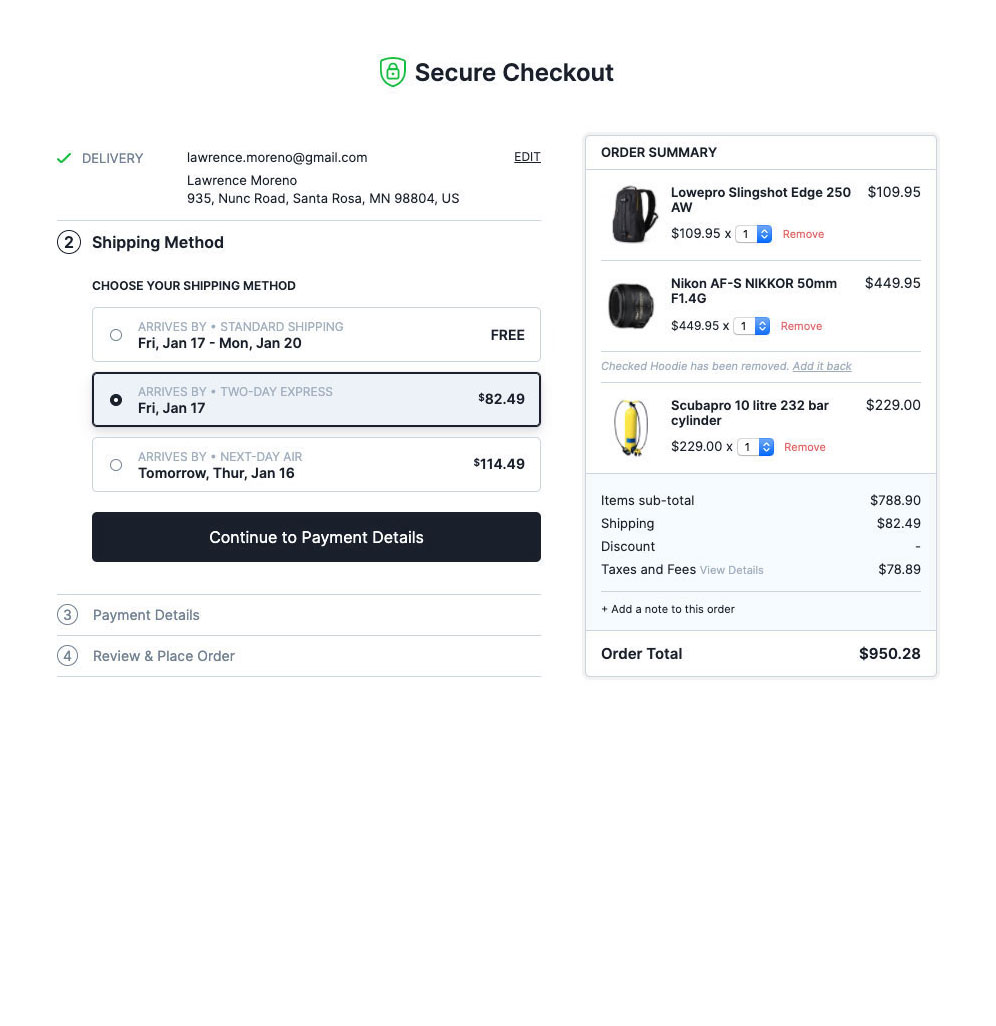 Secure Checkout
DELIVERY
lawrence.moreno@gmail.com
EDIT
Lawrence Moreno
935, Nunc Road, Santa Rosa, MN 98804, US
2 Shipping Method
CHOOSE YOUR SHIPPING METHOD
ARRIVES BY • STANDARD SHIPPING
Fri, Jan 17 - Mon, Jan 20
FREE
ARRIVES BY • TWO-DAY EXPRESS
Fri, Jan 17
$82.49
ARRIVES BY • NEXT-DAY AIR
Tomorrow, Thur, Jan 16
$114.49
Continue to Payment Details
3 Payment Details
4 Review & Place Order
ORDER SUMMARY
Lowepro Slingshot Edge 250
AW
$109.95
$109.95 x 1 Remove
Nikon AF-S NIKKOR 50mm
F1.4G
$449.95
$449.95 x 1 Remove
Checked Hoodie has been removed. Add it back
Scubapro 10 litre 232 bar
cylinder
$229.00
$229.00 x 1 Remove
Items sub-total $788.90
Shipping $82.49
Discount -
Taxes and Fees View Details $78.89
+ Add a note to this order
Order Total $950.28